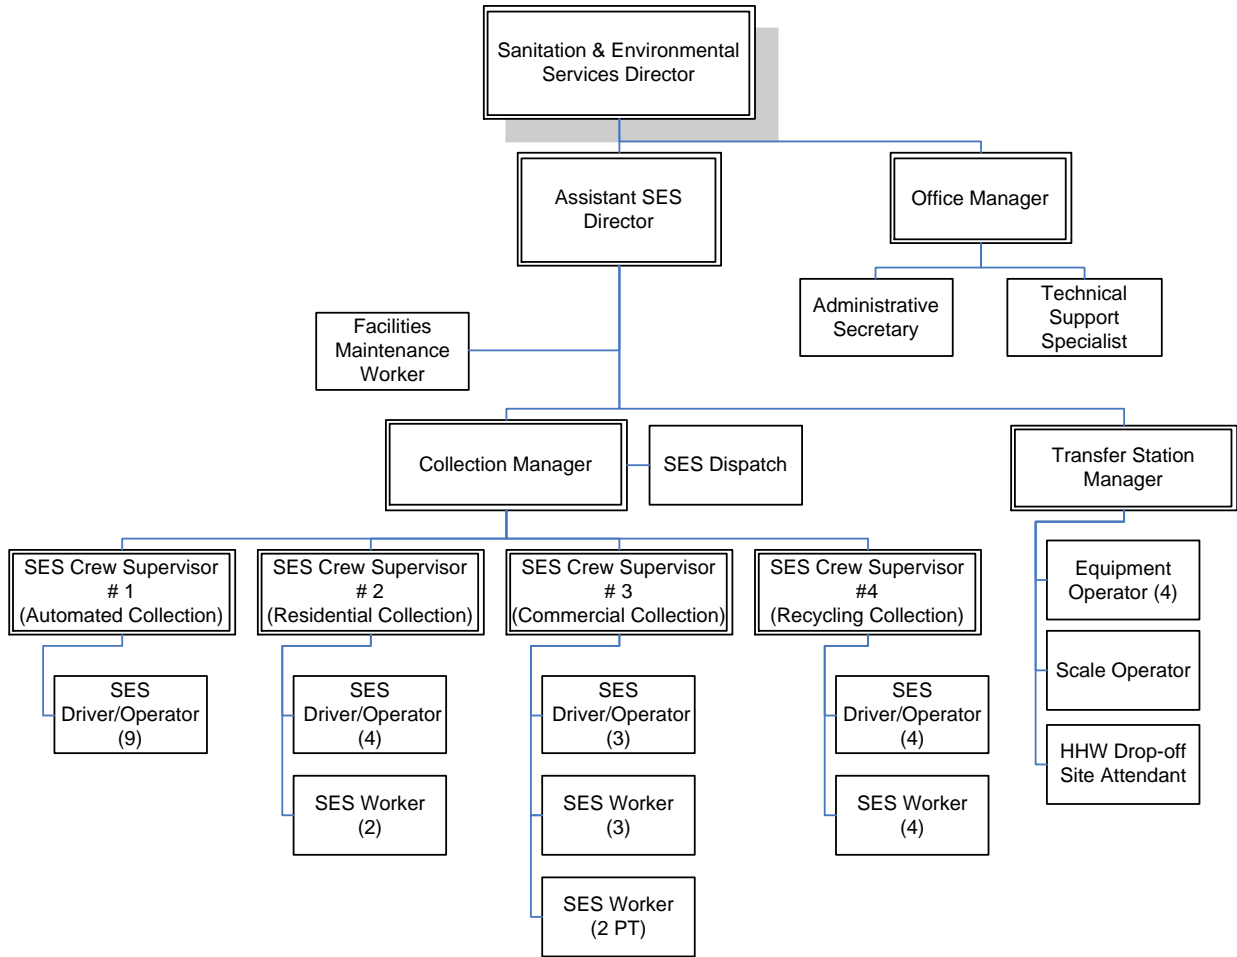 Sanitation & Environmental
Services Director
Assistant SES
Director
Office Manager
Administrative
Secretary
Technical
Support
Specialist
Facilities
Maintenance
Worker
Collection Manager
SES Dispatch
Transfer Station
Manager
SES Crew Supervisor
# 1
(Automated Collection)
SES Crew Supervisor
# 2
(Residential Collection)
SES Crew Supervisor
# 3
(Commercial Collection)
SES Crew Supervisor
#4
(Recycling Collection)
Equipment
Operator (4)
Scale Operator
HHW Drop-off
Site Attendant
SES
Driver/Operator
(9)
SES
Driver/Operator
(4)
SES Worker
(2)
SES
Driver/Operator
(3)
SES Worker
(3)
SES Worker
(2 PT)
SES
Driver/Operator
(4)
SES Worker
(4)